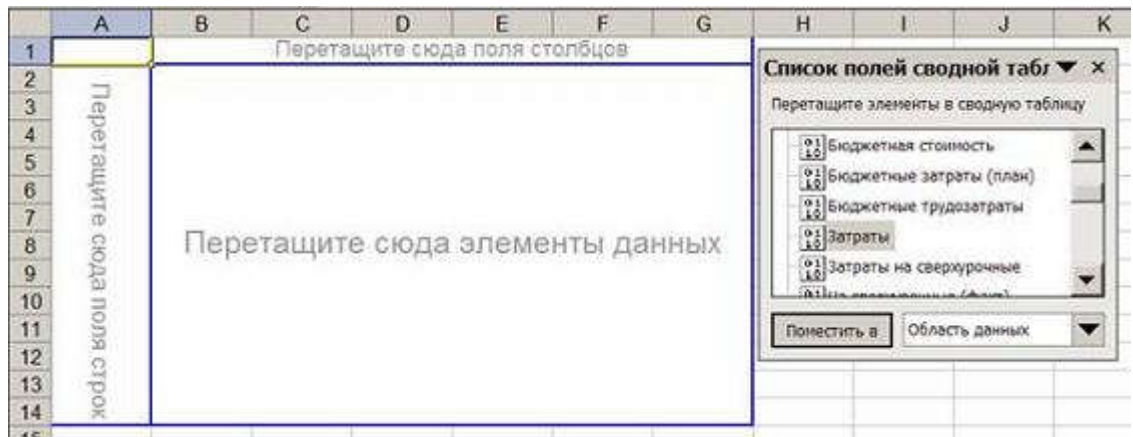 A B C D E F G H I J K
1 Перетащите сюда поля столбцов
2
3
4
5
6
7
8
9
10
11
12
13
14
15
Перетащите сюда поля строк
Перетащите сюда элементы данных
Список полей сводной табл
Перетащите элементы в сводную таблицу
Бюджетная стоимость
Бюджетные затраты (план)
Бюджетные трудозатраты
Затраты
Затраты на сверхурочные
Поместить в
Область данных